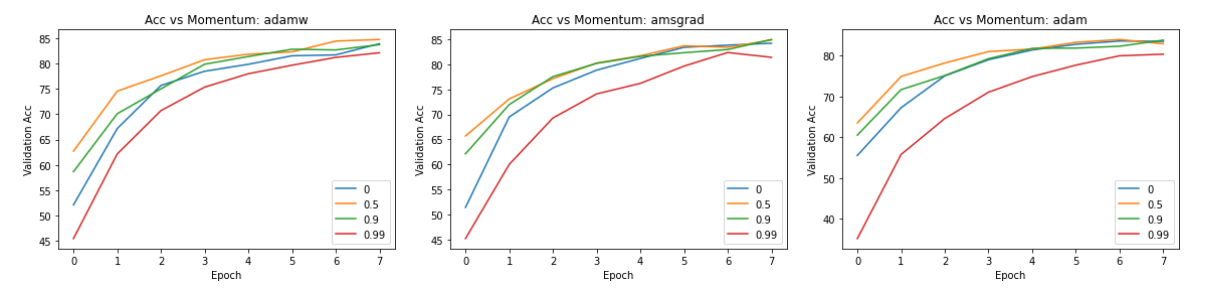 Acc vs Momentum: adamw
Validation Acc
85
80
75
70
65
60
55
50
45
0 1 2 3 4 5 6 7
Epoch
0
0.5
0.9
0.99
Acc vs Momentum: amsgrad
Validation Acc
85
80
75
70
65
60
55
50
45
0 1 2 3 4 5 6 7
Epoch
0
0.5
0.9
0.99
Acc vs Momentum: adam
Validation Acc
80
70
60
50
40
0 1 2 3 4 5 6 7
Epoch
0
0.5
0.9
0.99